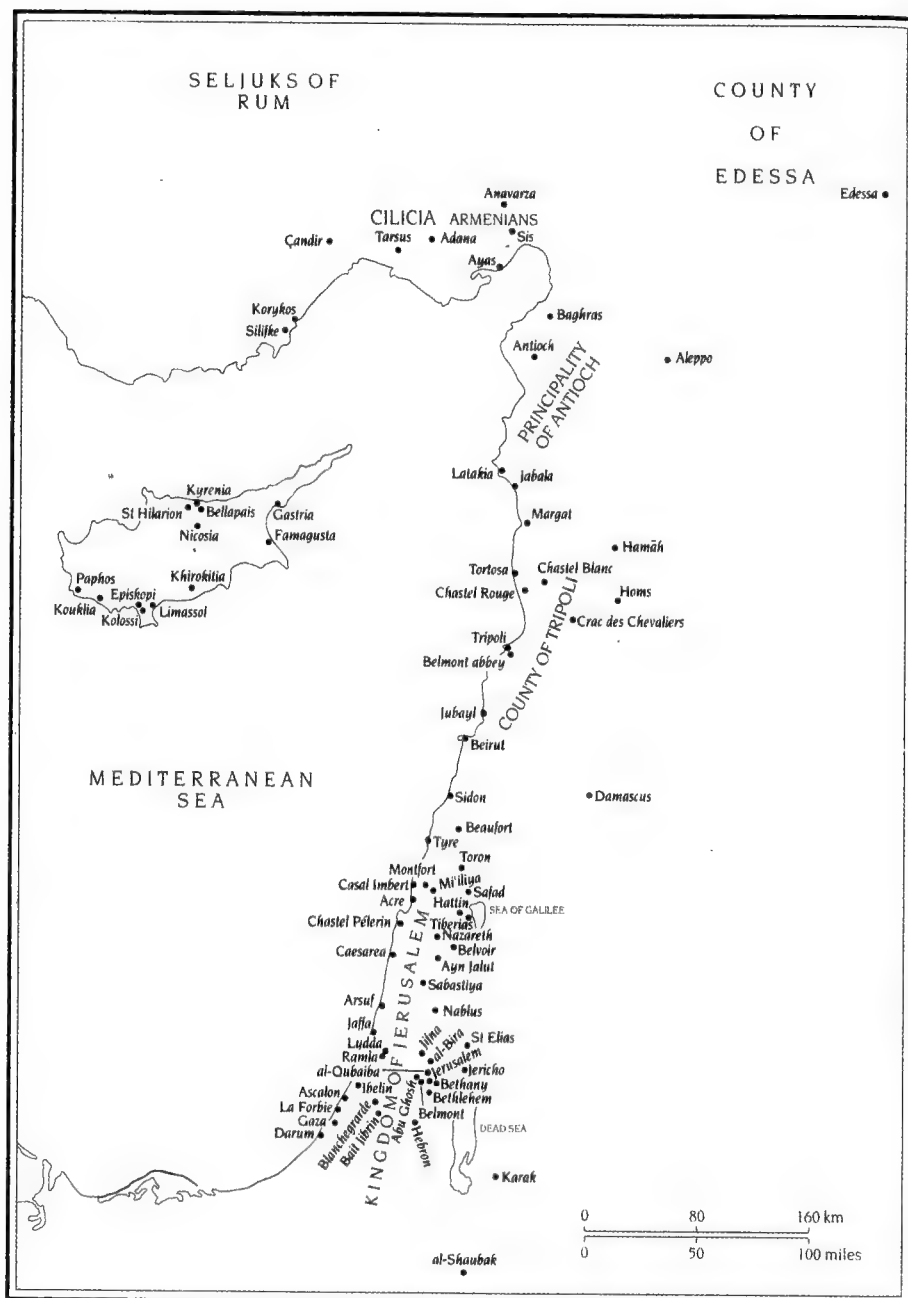 SELJUKS OF
RUM
COUNTY
OF
EDESSA
Edessa
Anavarza
CILICIA ARMENIANS
Sis
Çandir
Tarsus
Adana
Ayas
Korykos
Silifke
Baghras
Antioch
Aleppo
PRINCIPALITY
OF ANTIOCH
Latakia
Jabala
Kyrenia
St Hilarion
Bellapais
Gastria
Nicosia
Famagusta
Margat
Hamāh
Khirokitia
Paphos
Episkopi
Kouklia
Kolossi
Limassol
Tortosa
Chastel Blanc
Chastel Rouge
Homs
Crac des Chevaliers
Tripoli
Belmont abbey
COUNTY OF TRIPOLI
Jubayl
Beirut
MEDITERRANEAN
SEA
Sidon
Damascus
Beaufort
Tyre
Toron
Montfort
Casal Imbert
Mi'iliya
Safad
Acre
Hattin
SEA OF GALILEE
Chastel Pélerin
Tiberias
Nazareth
Belvoir
Caesarea
Ayn Jalut
Sabastiya
KINGDOM OF JERUSALEM
Arsuf
Nablus
Jaffa
St Elias
Lydda
Jifna
al-Bira
Ramla
Jerusalem
al-Qubaiba
Jericho
Ibelin
Bethany
Ascalon
Bethlehem
La Forbie
Abu Ghosh
Belmont
Gaza
Blanchegrarde
Bait Jibrin
Darum
Hebron
DEAD SEA
Karak
0 80 160 km
0 50 100 miles
al-Shaubak